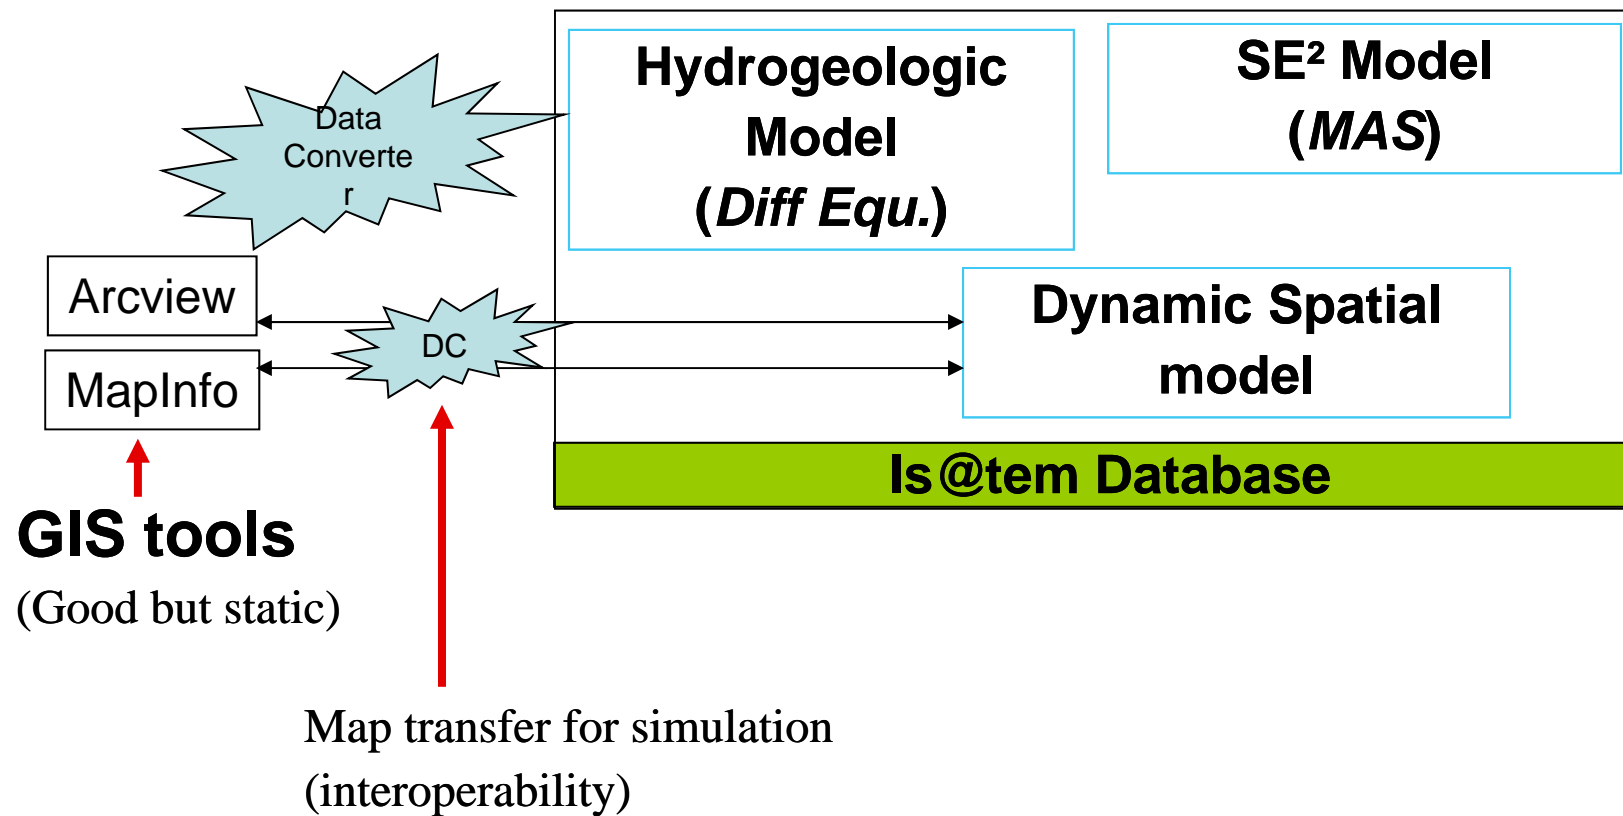 Data
Converte
r
Hydrogeologic
Model
(Diff Equ.)
SE² Model
(MAS)
Arcview
MapInfo
DC
Dynamic Spatial
model
Is@tem Database
GIS tools
(Good but static)
Map transfer for simulation
(interoperability)